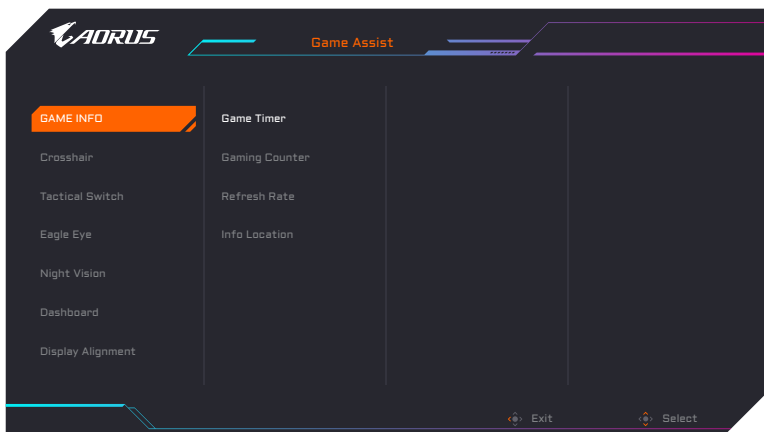 AORUS
Game Assist
GAME INFO
Game Timer
Crosshair
Gaming Counter
Tactical Switch
Refresh Rate
Eagle Eye
Info Location
Night Vision
Dashboard
Display Alignment
Exit
Select